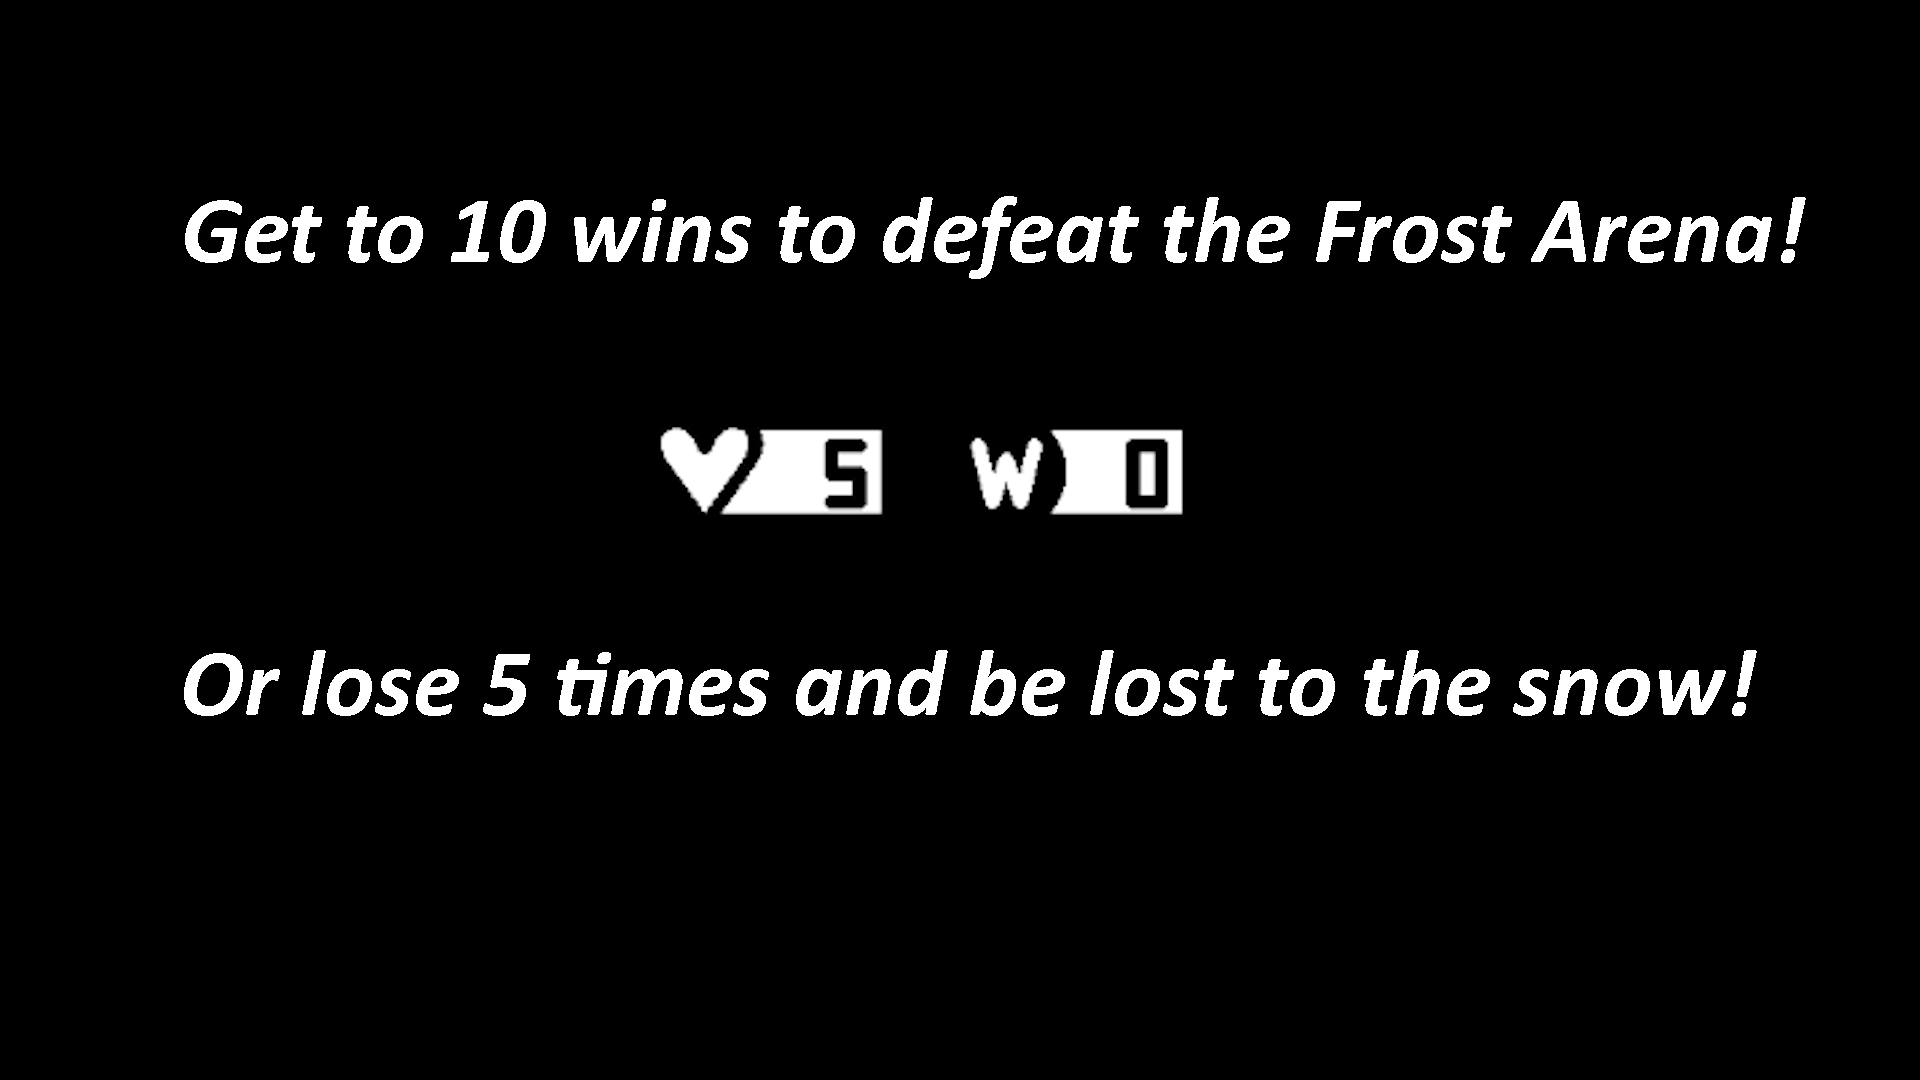 Get to 10 wins to defeat the Frost Arena!
5 W 0
Or lose 5 times and be lost to the snow!